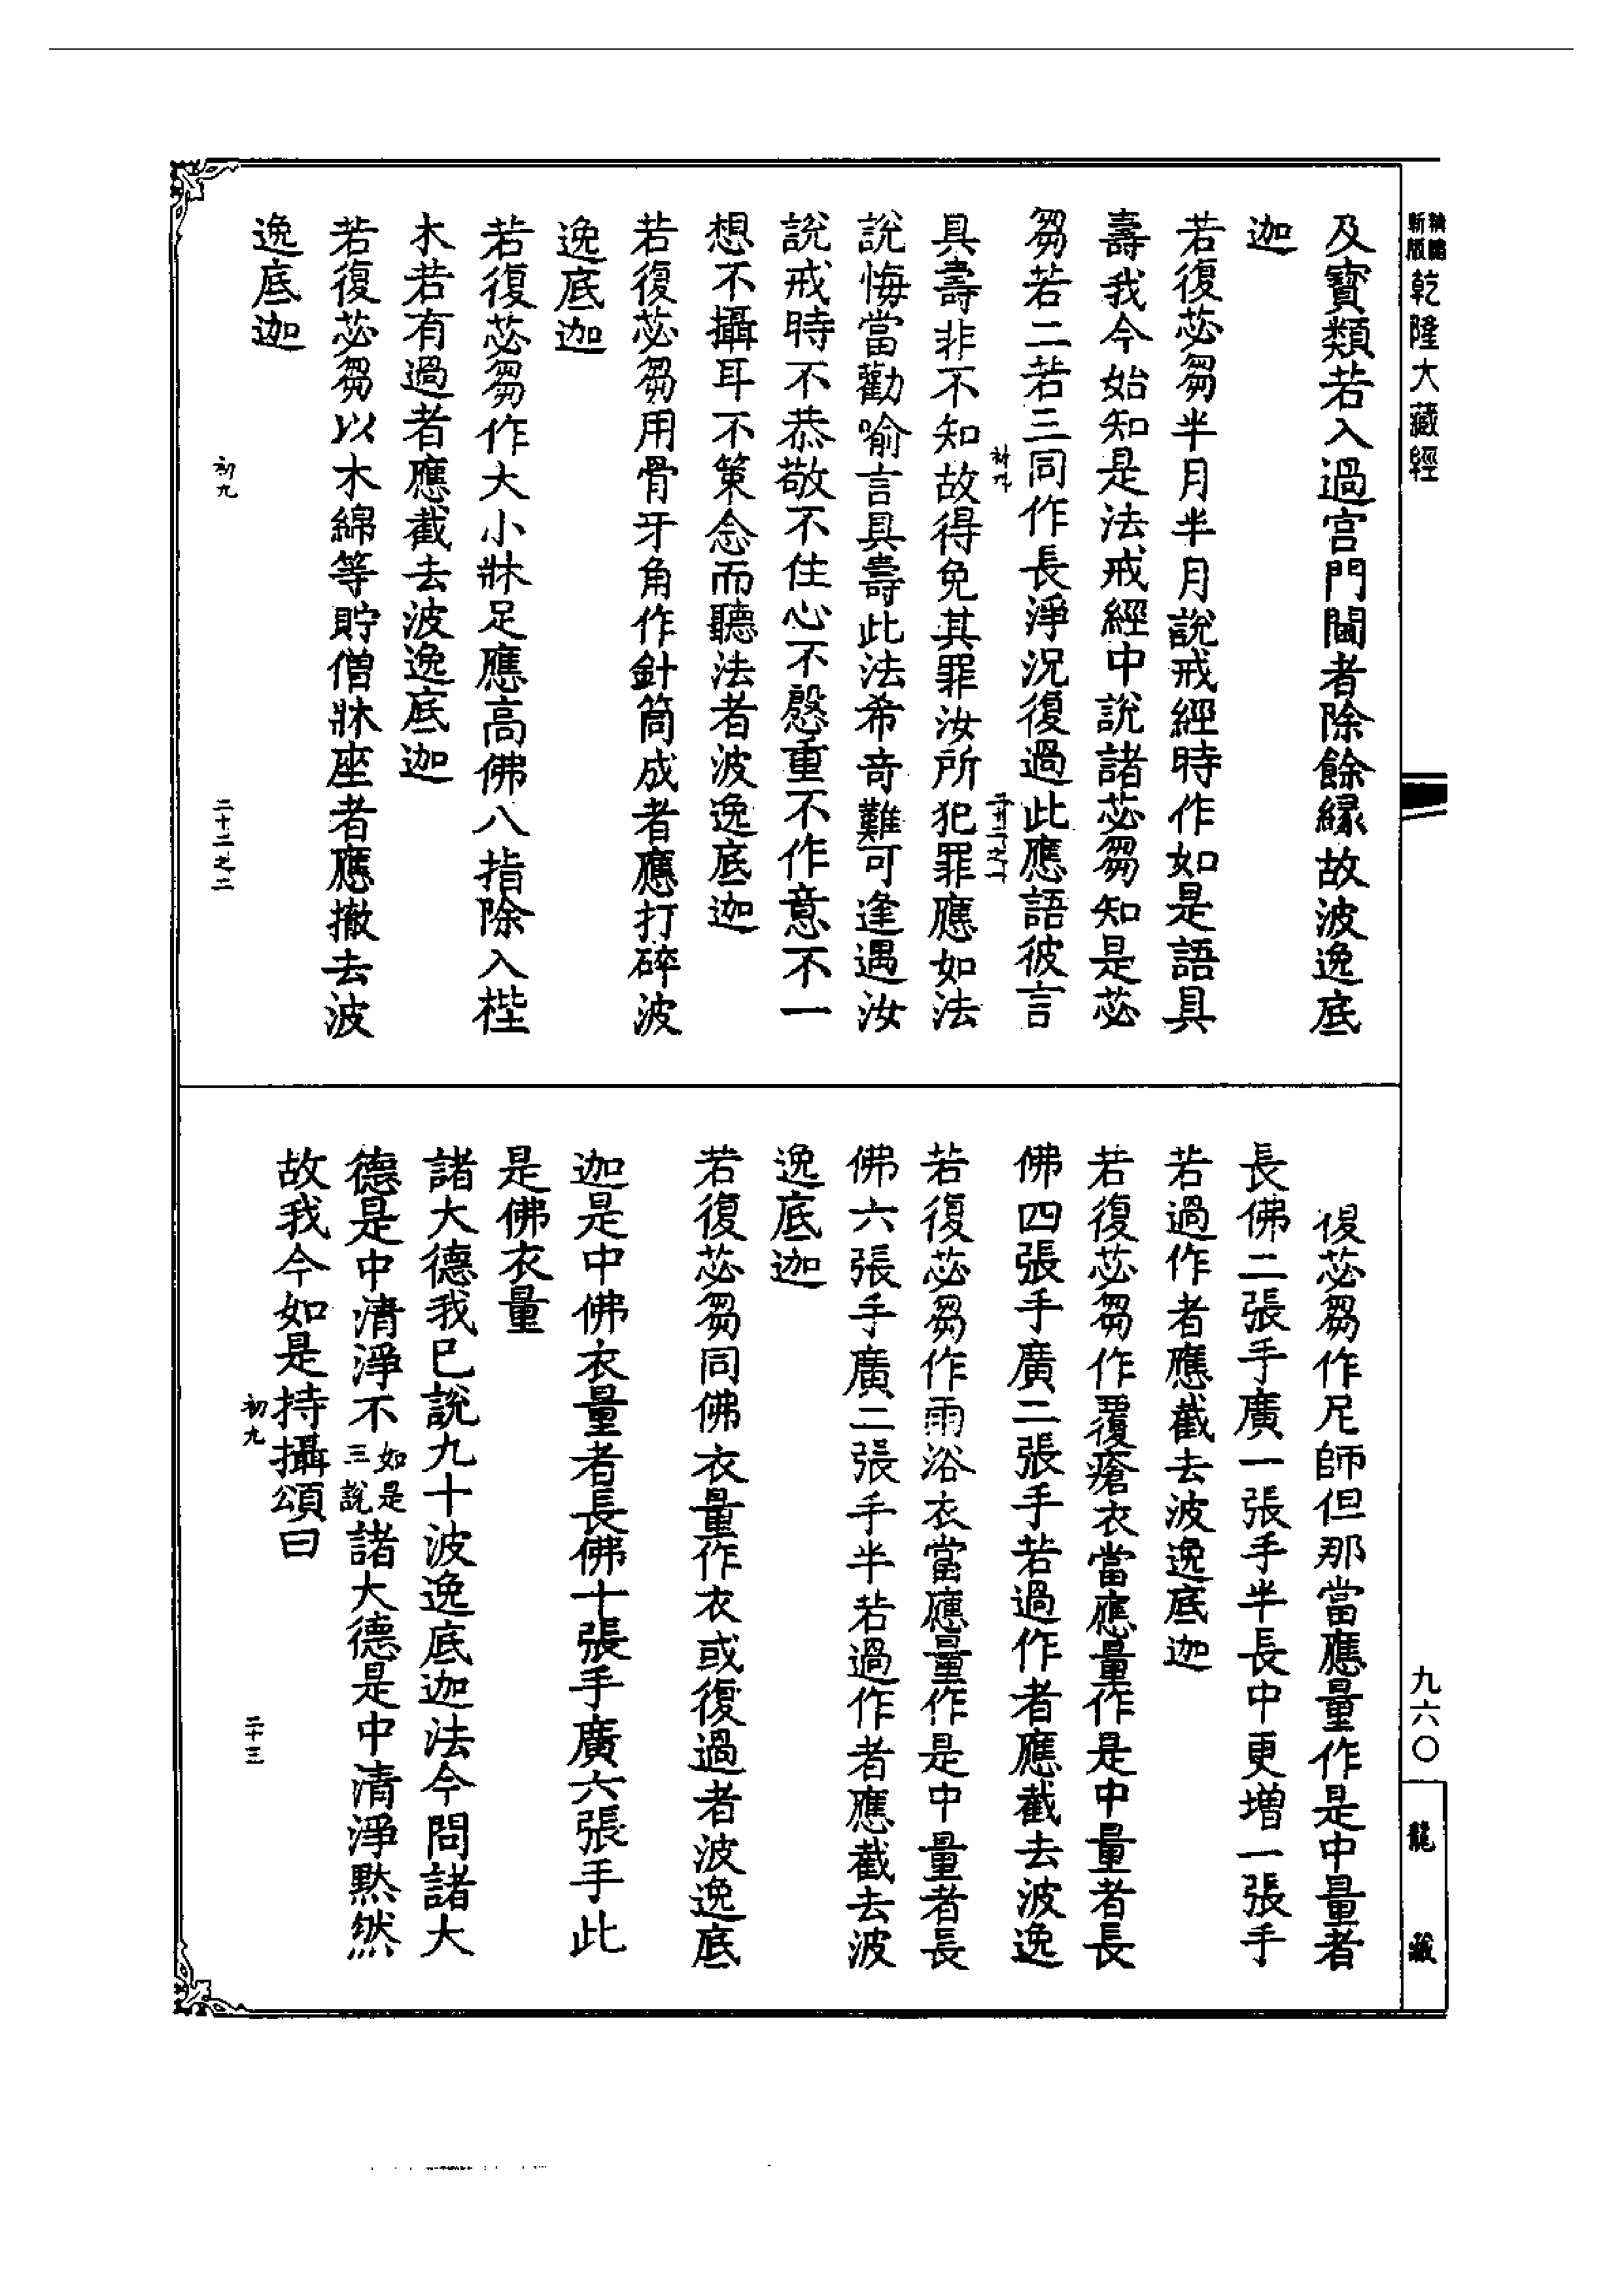 新版
乾隆大藏經
九六〇
龍藏
及寶類若入過宮門閫者除餘緣故波逸底
迦
若復苾芻半月半月說戒經時作如是語具
壽我今始知是法戒經中說諸苾芻知是苾
芻若二若三同作長淨況復過此應語彼言
具壽非不知故得免其罪汝所犯罪應如法
說悔當勸喻言具壽此法希奇難可逢遇汝
說戒時不恭敬不住心不慇重不作意不一
想不攝耳不策念而聽法者波逸底迦
若復苾芻用骨牙角作針筒成者應打碎波
逸底迦
若復苾芻作大小牀足應高佛八指除入梐
木若有過者應截去波逸底迦
若復苾芻以木綿等貯僧牀座者應撤去波
逸底迦
初九
二十二之二
復苾芻作尼師但那當應量作是中量者
長佛二張手廣一張手半長中更增一張手
若過作者應截去波逸底迦
若復苾芻作覆瘡衣當應量作是中量者長
佛四張手廣二張手若過作者應截去波逸
若復苾芻作雨浴衣當應量作是中量者長
佛六張手廣二張手半若過作者應截去波
逸底迦
若復苾芻同佛衣量作衣或復過者波逸底
迦是中佛衣量者長佛十張手廣六張手此
是佛衣量
諸大德我已說九十波逸底迦法今問諸大
德是中清淨不如是三說諸大德是中清淨默然
故我今如是持攝頌曰
初九
二十三